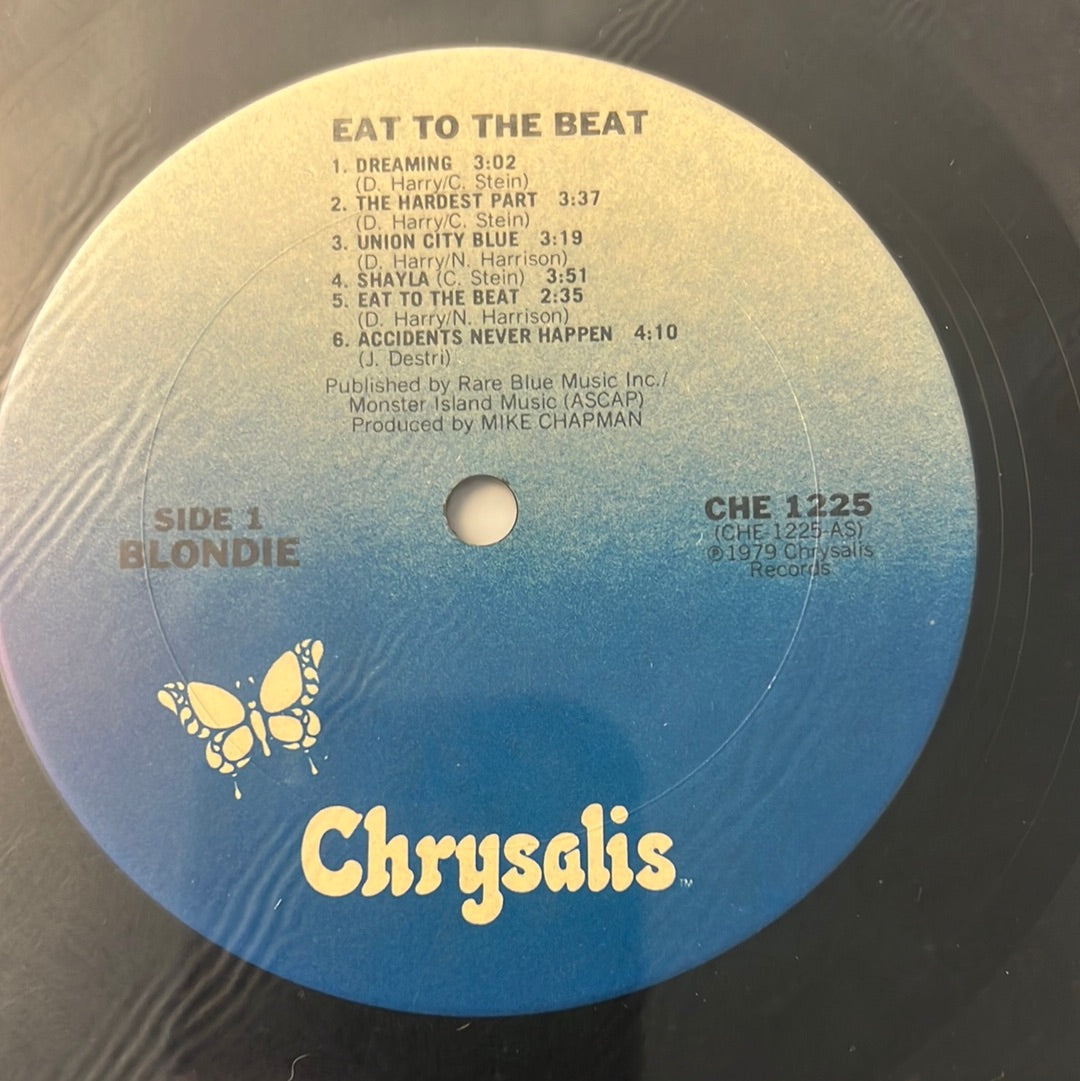 EAT TO THE BEAT
1. DREAMING 3:02
(D. Harry/C. Stein)
2. THE HARDEST PART 3:37
(D. Harry/C. Stein)
3. UNION CITY BLUE 3:19
(D. Harry/N. Harrison)
4. SHAYLA (C. Stein) 3:51
5. EAT TO THE BEAT 2:35
(D. Harry/N. Harrison)
6. ACCIDENTS NEVER HAPPEN 4:10
(J. Destri)
Published by Rare Blue Music Inc./
Monster Island Music (ASCAP)
Produced by MIKE CHAPMAN
SIDE 1
BLONDIE
CHE 1225
(CHE 1225-AS)
℗1979 Chrysalis
Records
Chrysalis™